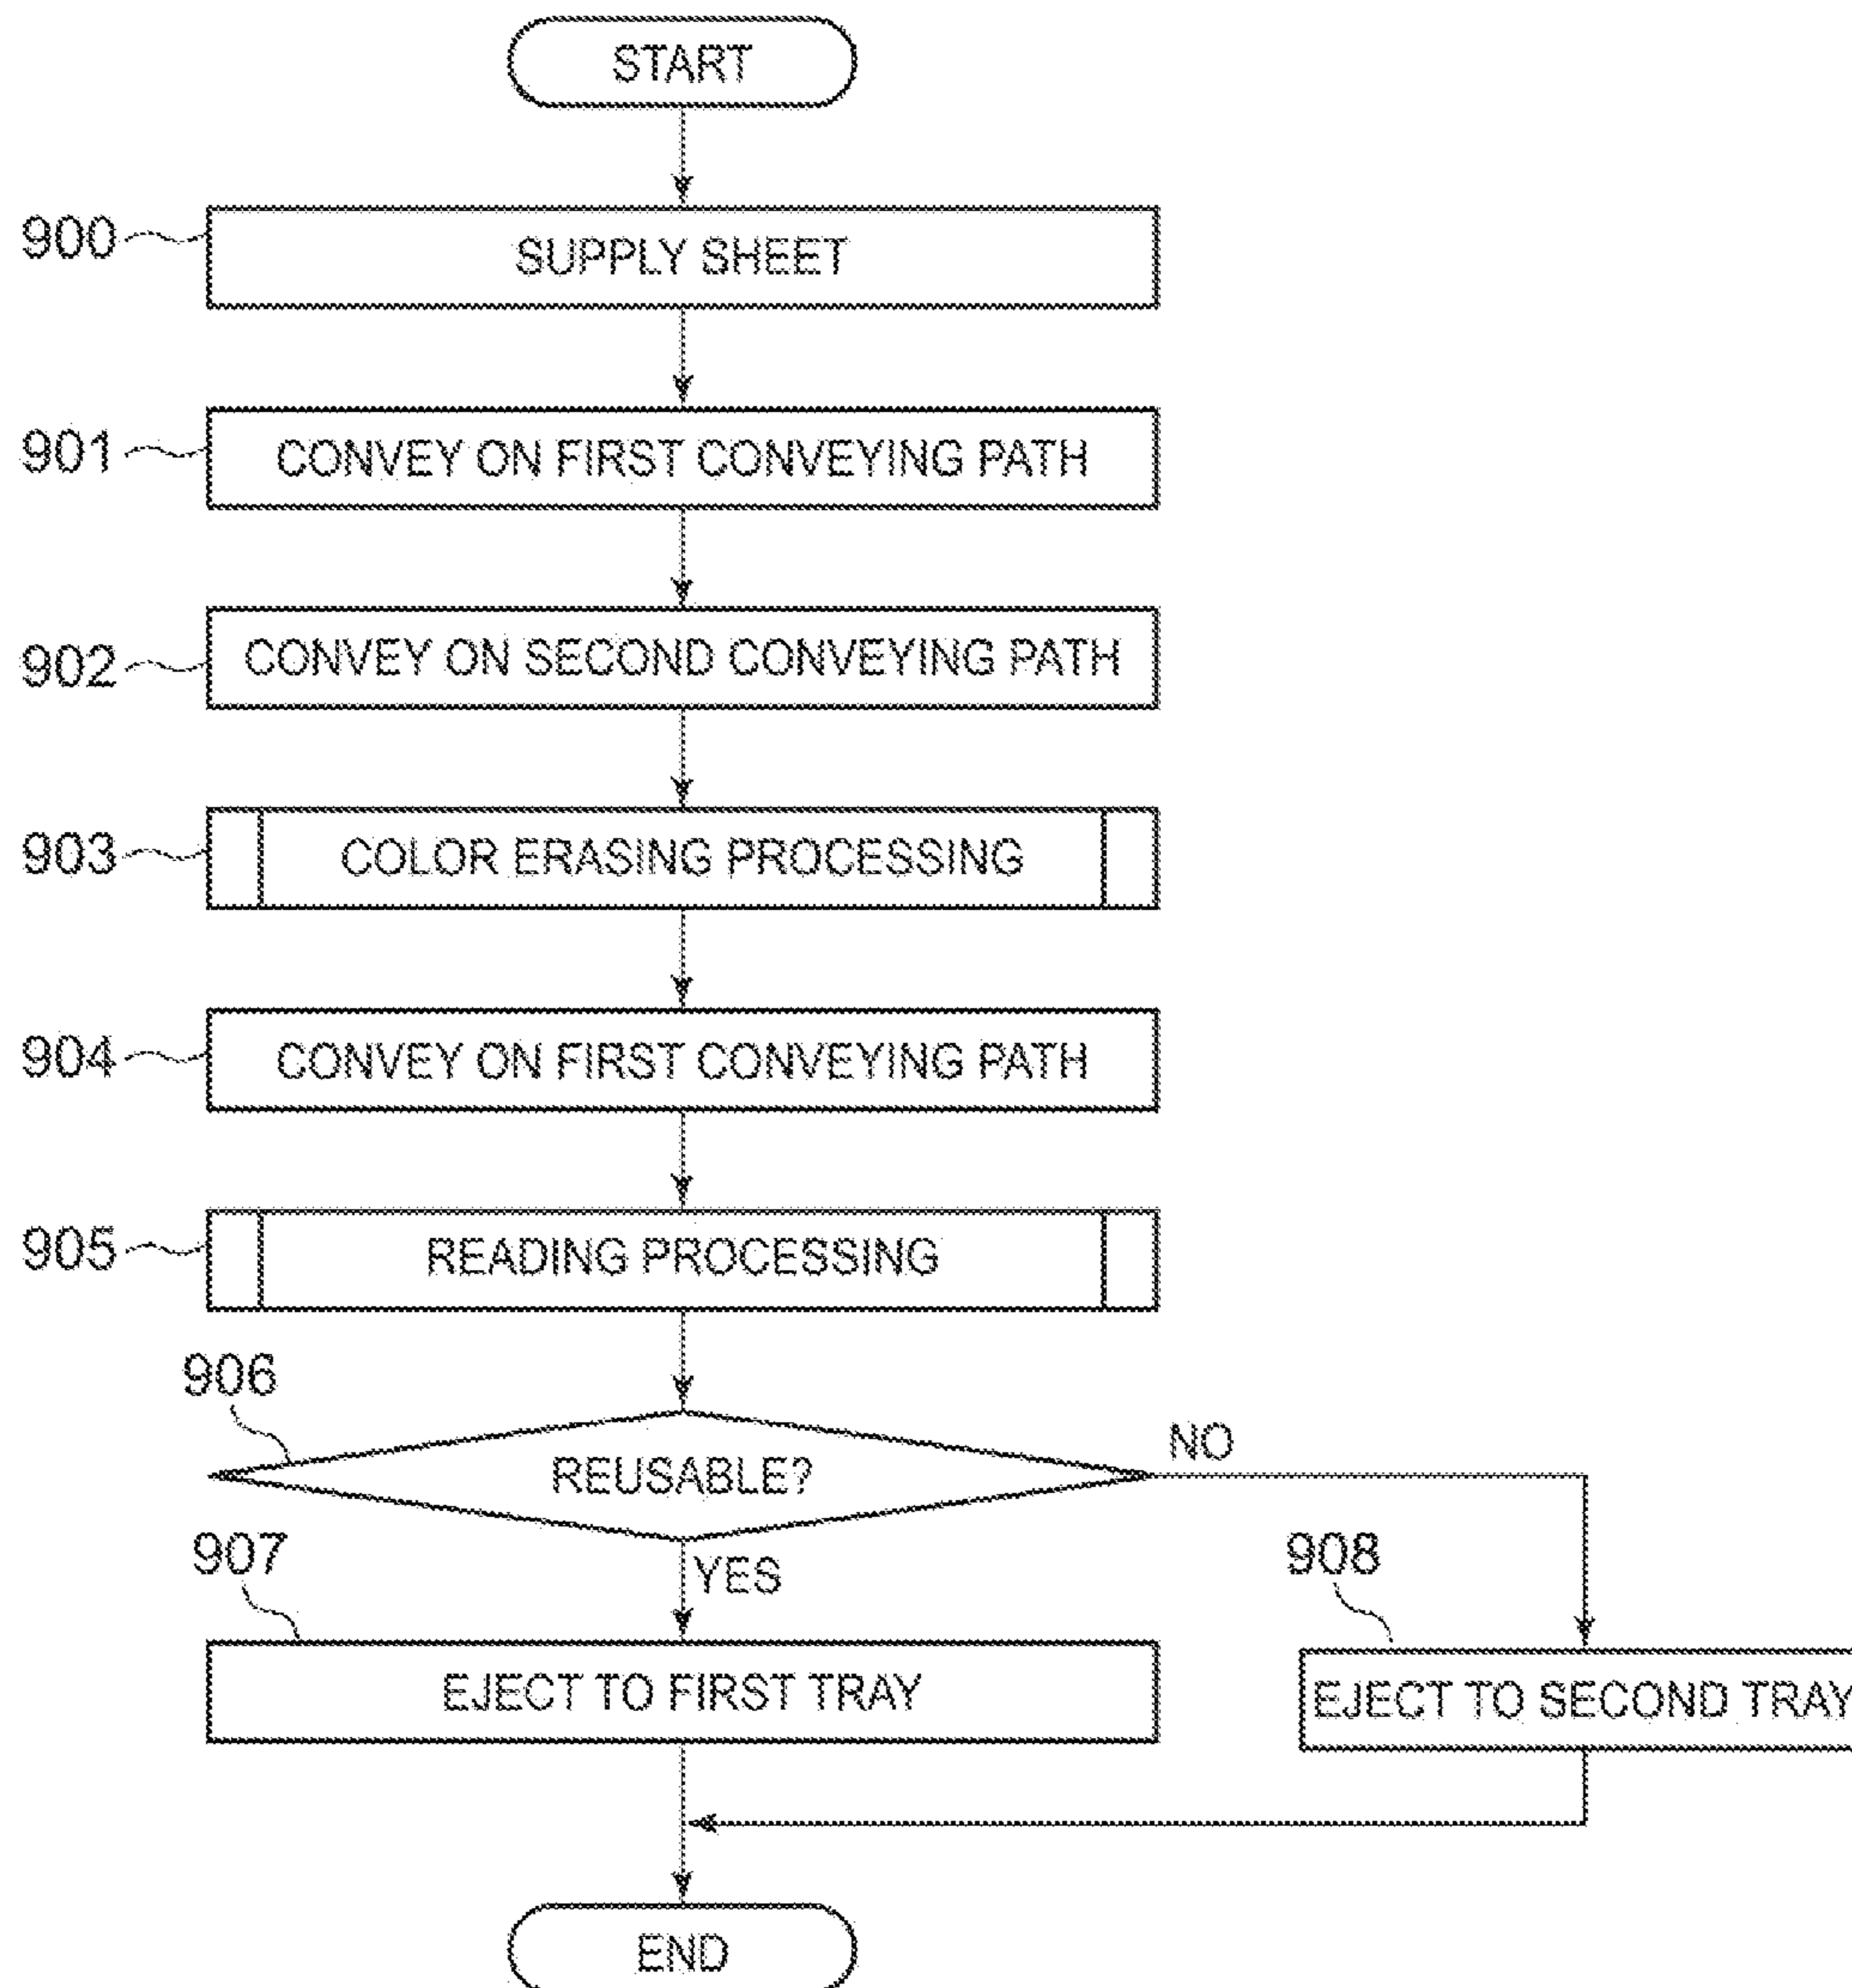 START
900
SUPPLY SHEET
901
CONVEY ON FIRST CONVEYING PATH
902
CONVEY ON SECOND CONVEYING PATH
903
COLOR ERASING PROCESSING
904
CONVEY ON FIRST CONVEYING PATH
905
READING PROCESSING
906
REUSABLE?
NO
YES
907
EJECT TO FIRST TRAY
908
EJECT TO SECOND TRAY
END